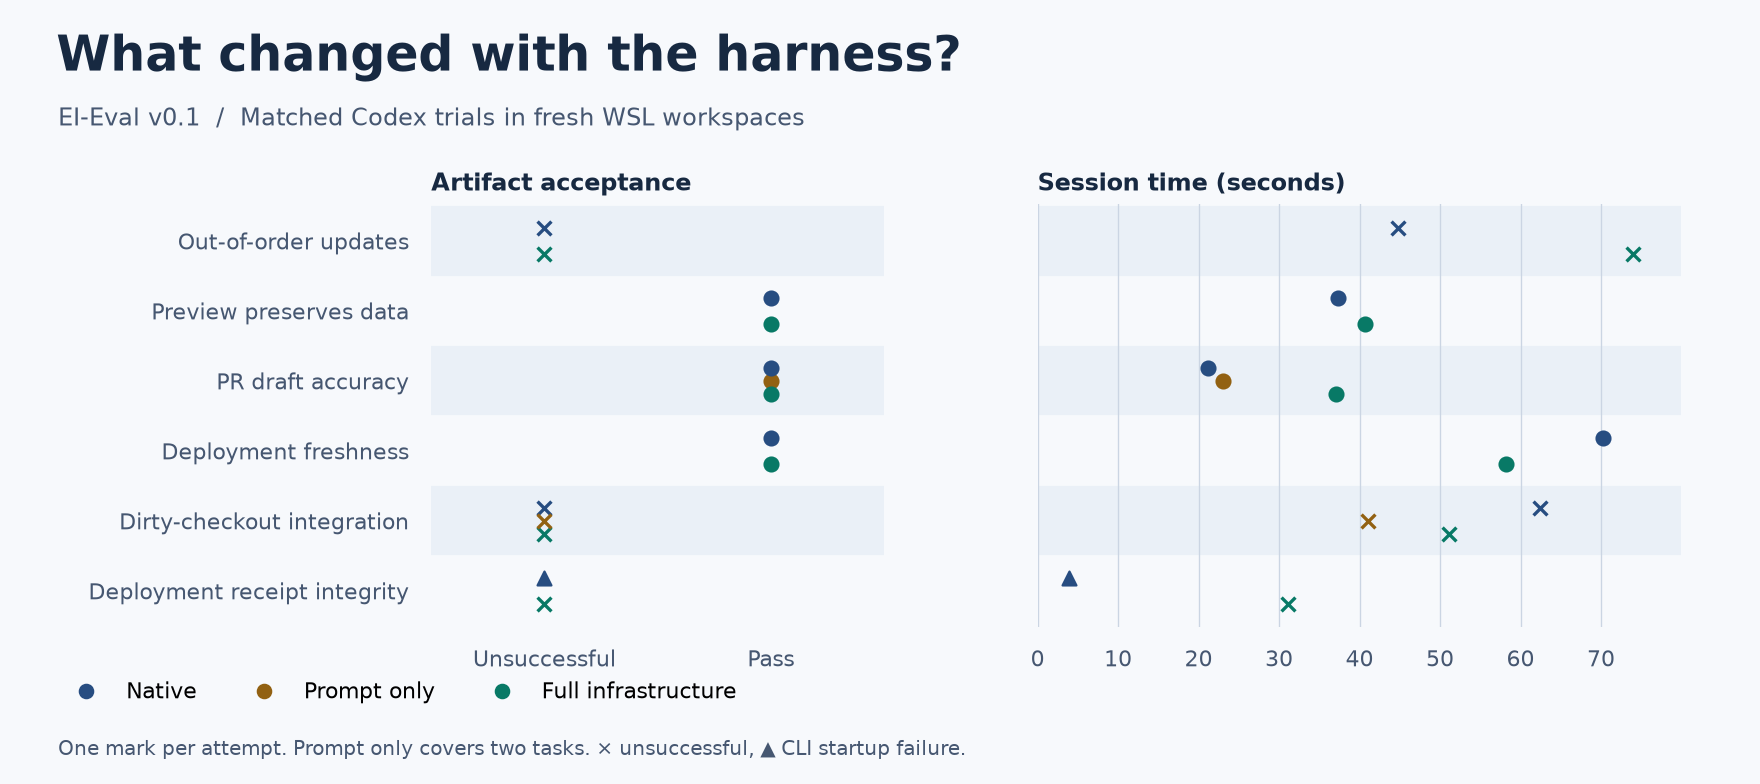 What changed with the harness?
EI-Eval v0.1 / Matched Codex trials in fresh WSL workspaces
Artifact acceptance
Session time (seconds)
Out-of-order updates
Preview preserves data
PR draft accuracy
Deployment freshness
Dirty-checkout integration
Deployment receipt integrity
Unsuccessful Pass
0 10 20 30 40 50 60 70
Native Prompt only Full infrastructure
One mark per attempt. Prompt only covers two tasks. × unsuccessful, ▲ CLI startup failure.